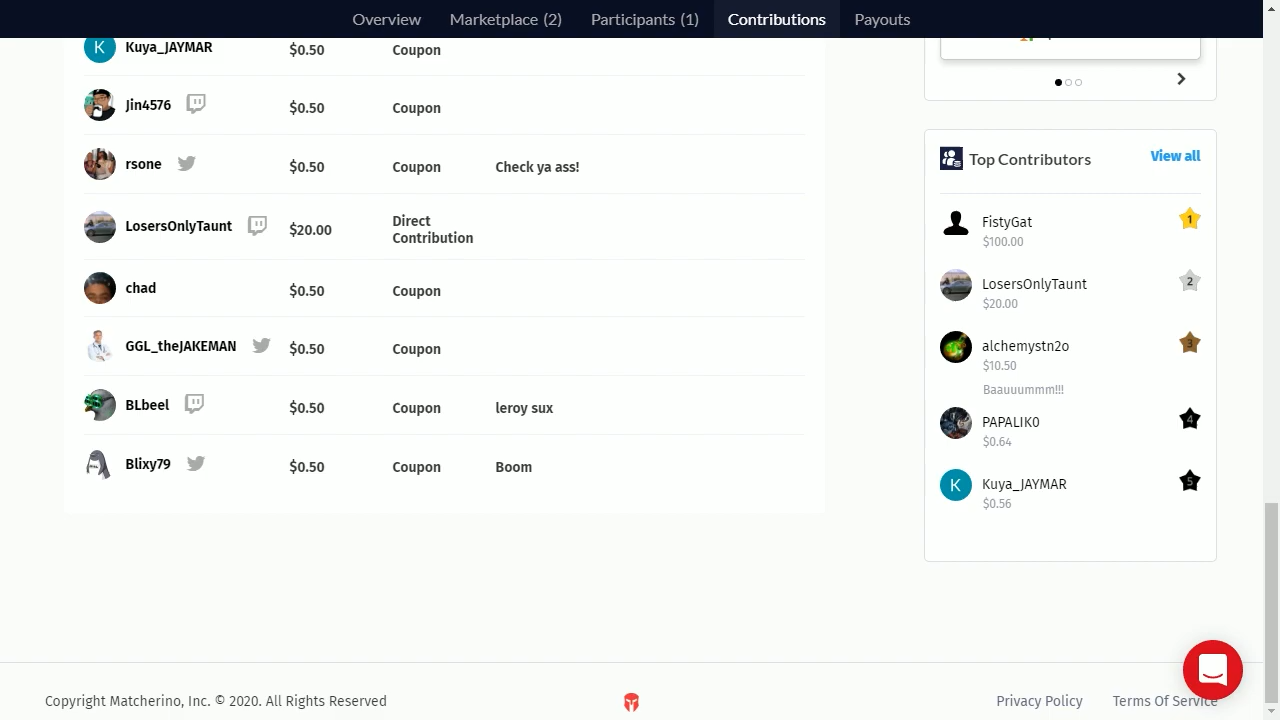 Overview Marketplace (2) Participants (1) Contributions Payouts
K Kuya_JAYMAR $0.50 Coupon
Jin4576 $0.50 Coupon
rsone $0.50 Coupon Check ya ass!
LosersOnlyTaunt $20.00 Direct
Contribution
chad $0.50 Coupon
GGL_theJAKEMAN $0.50 Coupon
BLbeel $0.50 Coupon leroy sux
Blixy79 $0.50 Coupon Boom
Top Contributors View all
FistyGat 1
$100.00
LosersOnlyTaunt 2
$20.00
alchemystn2o 3
$10.50
Baauuummm!!!
PAPALIK0 4
$0.64
K Kuya_JAYMAR 5
$0.56
Copyright Matcherino, Inc. © 2020. All Rights Reserved Privacy Policy Terms Of Service